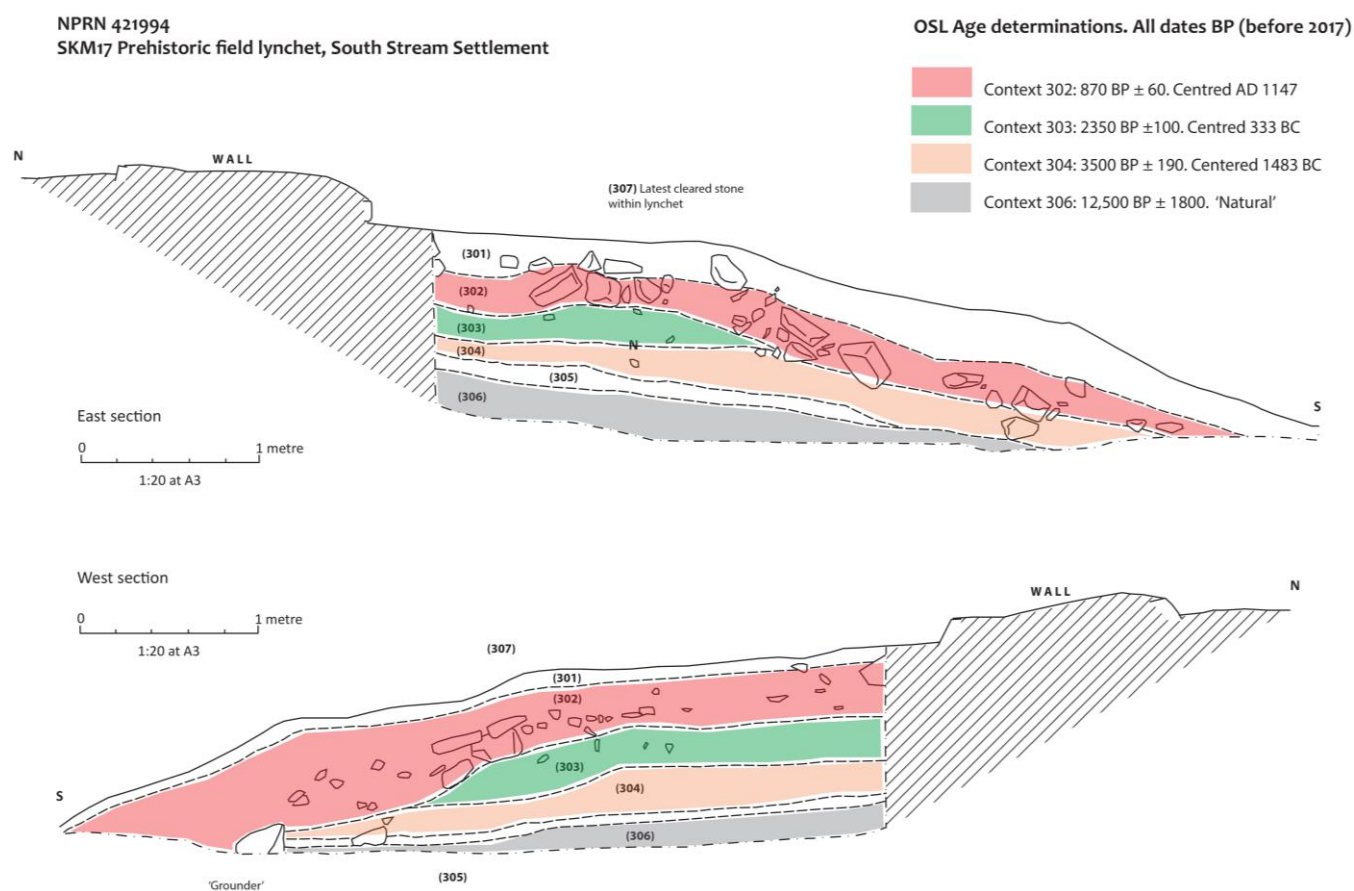 NPRN 421994
SKM17 Prehistoric field lynchet, South Stream Settlement
OSL Age determinations. All dates BP (before 2017)
Context 302: 870 BP ± 60. Centred AD 1147
Context 303: 2350 BP ±100. Centred 333 BC
Context 304: 3500 BP ± 190. Centered 1483 BC
Context 306: 12,500 BP ± 1800. ‘Natural’
N
WALL
(307) Latest cleared stone
within lynchet
(301)
(302)
(303)
N
(304)
(305)
(306)
S
East section
0 1 metre
1:20 at A3
West section
0 1 metre
1:20 at A3
WALL
N
(307)
(301)
(302)
(303)
(304)
S
(306)
(305)
‘Grounder’